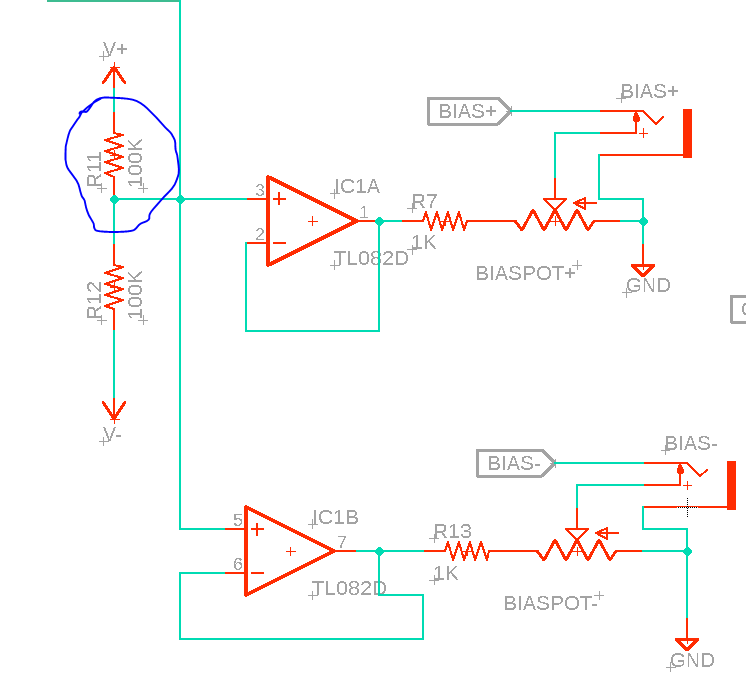 V+
BIAS+
BIAS+
R11
100K
3
2
+
-
IC1A
1
TL082D
R7
1K
BIASPOT+
GND
R12
100K
V-
BIAS-
BIAS-
5
6
+
-
IC1B
7
TL082D
R13
1K
BIASPOT-
GND